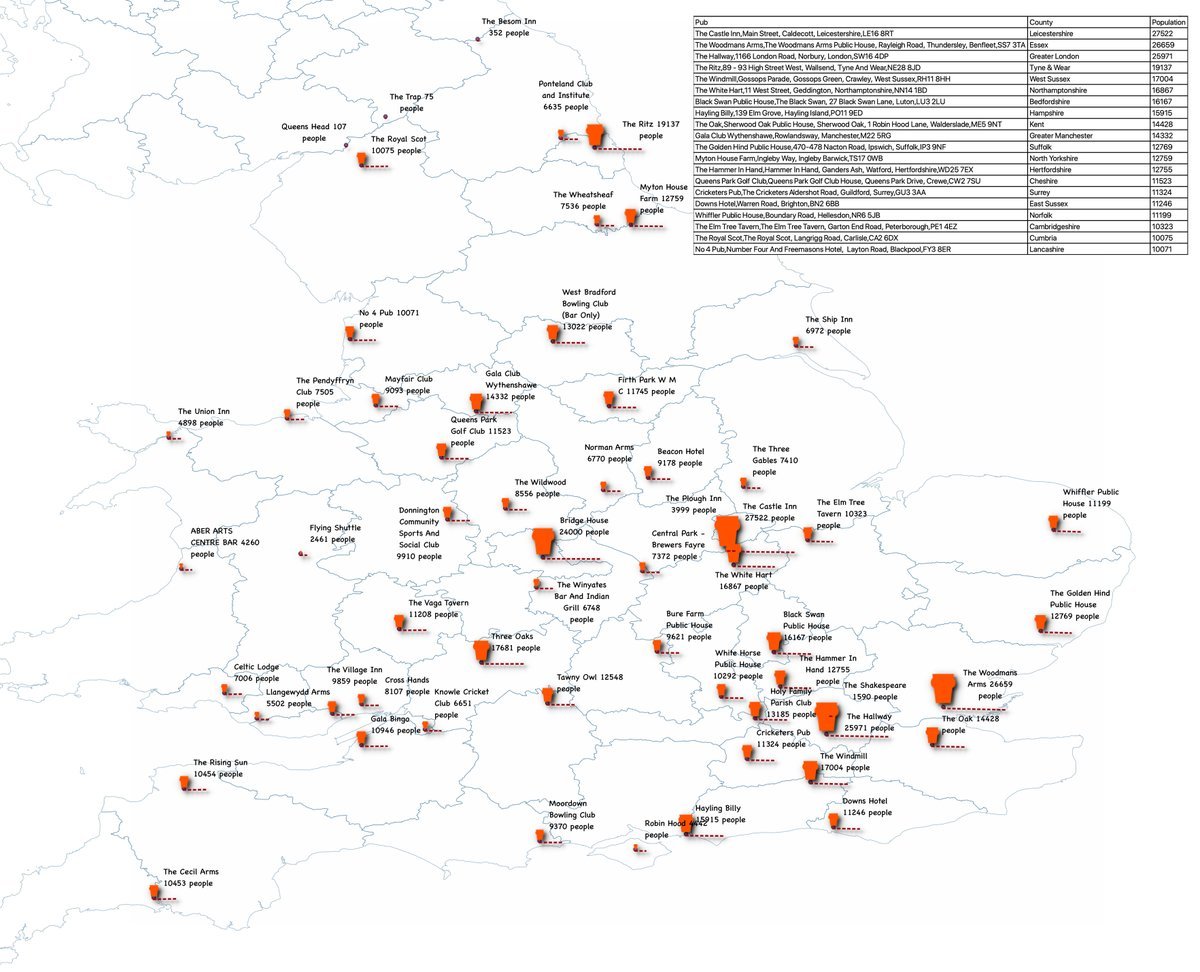 Pub County Population
The Castle Inn,Main Street, Caldecott, Leicestershire,LE16 8RT Leicestershire 27522
The Woodmans Arms,The Woodmans Arms Public House, Rayleigh Road, Thundersley, Benfleet,SS7 3TA Essex 26659
The Hallway,1166 London Road, Norbury, London,SW16 4DP Greater London 25971
The Ritz,89 - 93 High Street West, Wallsend, Tyne And Wear,NE28 8JD Tyne & Wear 19137
The Windmill,Gossops Parade, Gossops Green, Crawley, West Sussex,RH11 8HH West Sussex 17004
The White Hart,11 West Street, Geddington, Northamptonshire,NN14 1BD Northamptonshire 16867
Black Swan Public House,The Black Swan, 27 Black Swan Lane, Luton,LU3 2LU Bedfordshire 16167
Hayling Billy,139 Elm Grove, Hayling Island,PO11 9ED Hampshire 15915
The Oak,Sherwood Oak Public House, Sherwood Oak, 1 Robin Hood Lane, Walderslade,ME5 9NT Kent 14428
Gala Club Wythenshawe,Rowlandsway, Manchester,M22 5RG Greater Manchester 14332
The Golden Hind Public House,470-478 Nacton Road, Ipswich, Suffolk,IP3 9NF Suffolk 12769
Myton House Farm,Ingleby Way, Ingleby Barwick,TS17 0WB North Yorkshire 12759
The Hammer In Hand,Hammer In Hand, Ganders Ash, Watford, Hertfordshire,WD25 7EX Hertfordshire 12755
Queens Park Golf Club,Queens Park Golf Club House, Queens Park Drive, Crewe,CW2 7SU Cheshire 11523
Cricketers Pub,The Cricketers Aldershot Road, Guildford, Surrey,GU3 3AA Surrey 11324
Downs Hotel,Warren Road, Brighton,BN2 6BB East Sussex 11246
Whiffler Public House,Boundary Road, Hellesdon,NR6 5JB Norfolk 11199
The Elm Tree Tavern,The Elm Tree Tavern, Garton End Road, Peterborough,PE1 4EZ Cambridgeshire 10323
The Royal Scot,The Royal Scot, Langrigg Road, Carlisle,CA2 6DX Cumbria 10075
No 4 Pub,Number Four And Freemasons Hotel, Layton Road, Blackpool,FY3 8ER Lancashire 10071
The Besom Inn
352 people
Ponteland Club
and Institute
6635 people
The Trap 75
people
The Ritz 19137
people
Queens Head 107
people
The Royal Scot
10075 people
The Wheatsheaf
7536 people
Myton House
Farm 12759
people
West Bradford
Bowling Club
(Bar Only)
13022 people
No 4 Pub 10071
people
The Ship Inn
6972 people
The Pendyffryn
Club 7505
people
Mayfair Club
9093 people
Gala Club
Wythenshawe
14332 people
Firth Park W M
C 11745 people
The Union Inn
4898 people
Queens Park
Golf Club 11523
people
Norman Arms
6770 people
Beacon Hotel
9178 people
The Three
Gables 7410
people
The Wildwood
8556 people
The Plough Inn
3999 people
The Castle Inn
27522 people
The Elm Tree
Tavern 10323
people
Whiffler Public
House 11199
people
Donnington
Community
Sports And
Social Club
9910 people
Bridge House
24000 people
Central Park -
Brewers Fayre
7372 people
ABER ARTS
CENTRE BAR 4260
people
Flying Shuttle
2461 people
The White Hart
16867 people
The Winyates
Bar And Indian
Grill 6748
people
The Vaga Tavern
11208 people
The Golden Hind
Public House
12769 people
Bure Farm
Public House
9621 people
Black Swan
Public House
16167 people
Three Oaks
17681 people
White Horse
Public House
10292 people
The Hammer In
Hand 12755
people
Celtic Lodge
7006 people
The Village Inn
9859 people
Cross Hands
8107 people
Tawny Owl 12548
people
The Shakespeare
1590 people
The Woodmans
Arms 26659
people
Llangewydd Arms
5502 people
Knowle Cricket
Club 6651
people
Holy Family
Parish Club
13185 people
The Hallway
25971 people
The Oak 14428
people
Gala Bingo
10946 people
Cricketers Pub
11324 people
The Windmill
17004 people
The Rising Sun
10454 people
Moordown
Bowling Club
9370 people
Hayling Billy
15915 people
Robin Hood 4442
people
Downs Hotel
11246 people
The Cecil Arms
10453 people